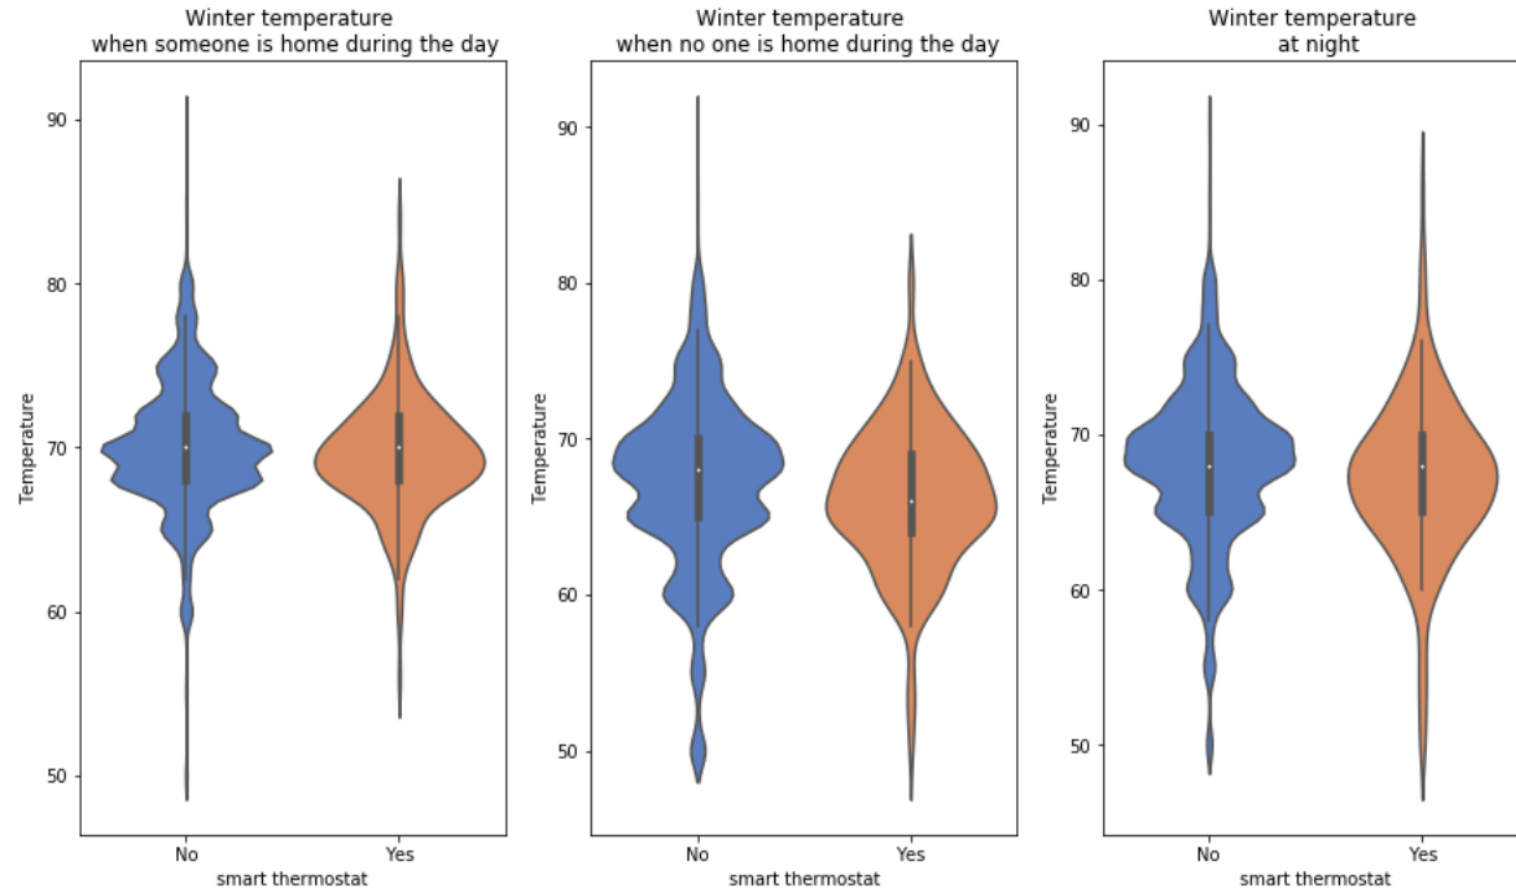 Winter temperature
when someone is home during the day
Temperature
90
80
70
60
50
No
Yes
smart thermostat
Winter temperature
when no one is home during the day
Temperature
90
80
70
60
50
No
Yes
smart thermostat
Winter temperature
at night
Temperature
90
80
70
60
50
No
Yes
smart thermostat